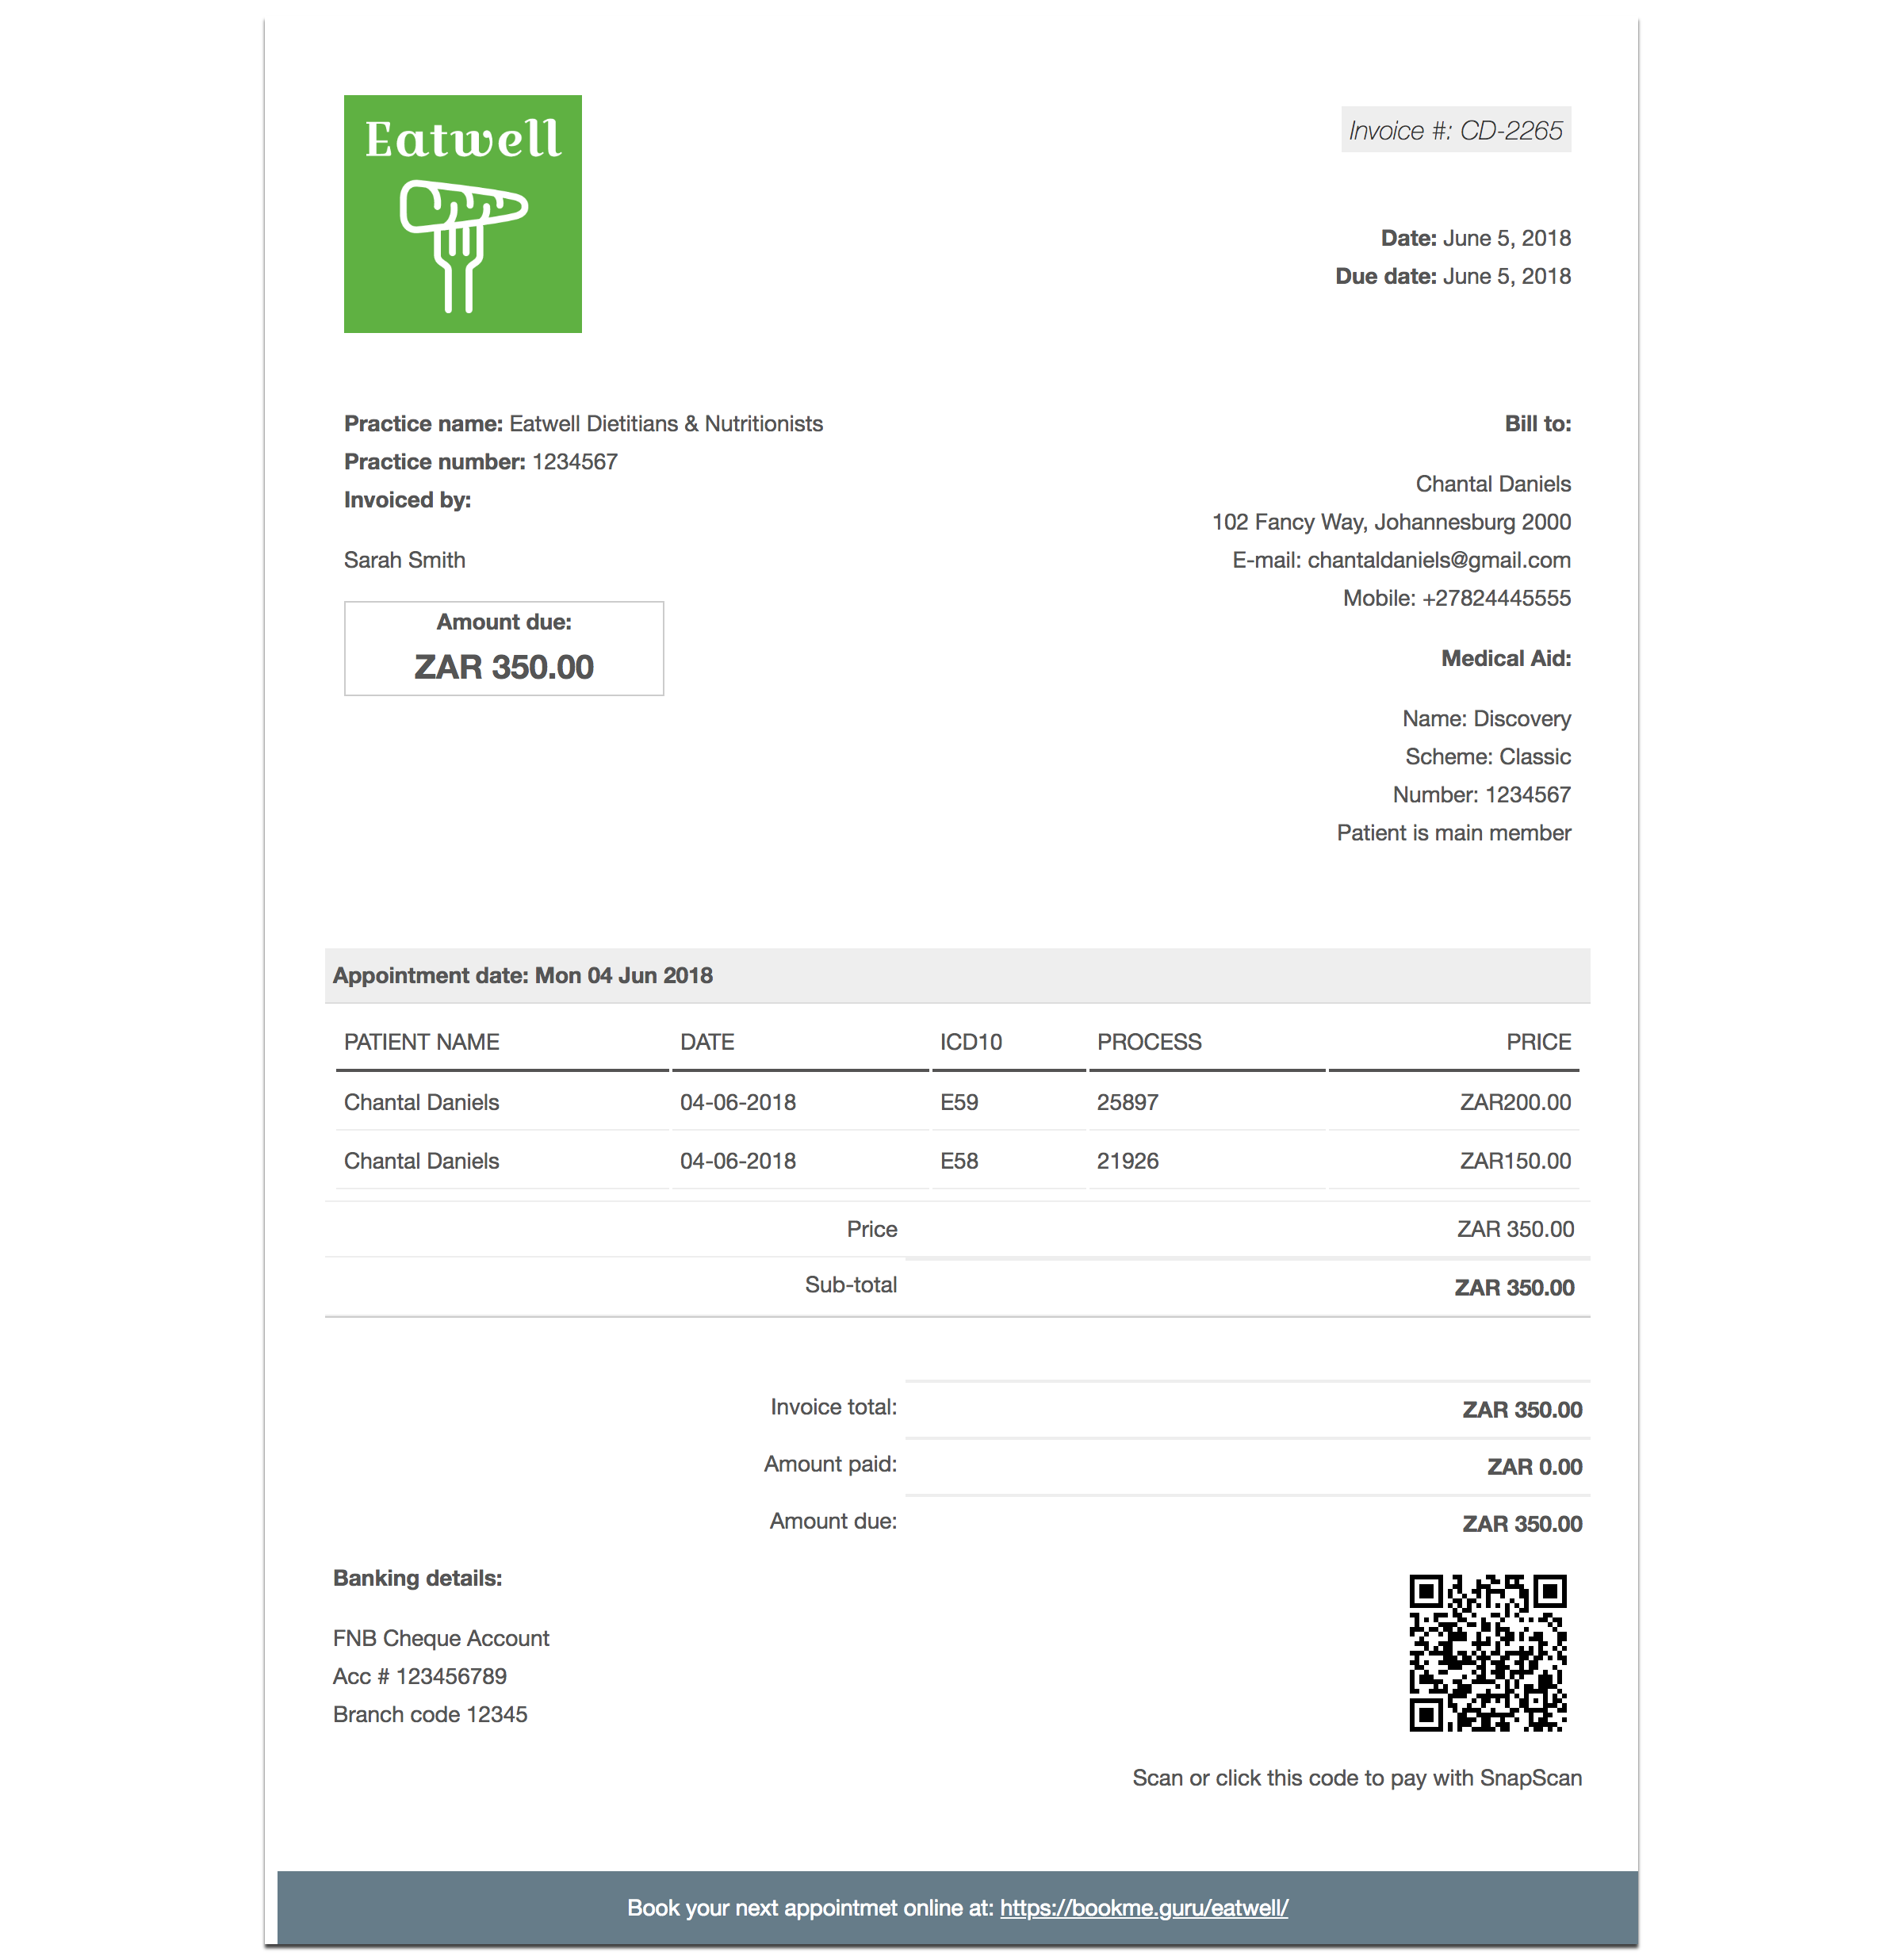 Eatwell
Invoice #: CD-2265
Date: June 5, 2018
Due date: June 5, 2018
Practice name: Eatwell Dietitians & Nutritionists
Practice number: 1234567
Invoiced by:
Sarah Smith
Amount due:
ZAR 350.00
Bill to:
Chantal Daniels
102 Fancy Way, Johannesburg 2000
E-mail: chantaldaniels@gmail.com
Mobile: +27824445555
Medical Aid:
Name: Discovery
Scheme: Classic
Number: 1234567
Patient is main member
Appointment date: Mon 04 Jun 2018
PATIENT NAME DATE ICD10 PROCESS PRICE
Chantal Daniels 04-06-2018 E59 25897 ZAR200.00
Chantal Daniels 04-06-2018 E58 21926 ZAR150.00
Price ZAR 350.00
Sub-total ZAR 350.00
Invoice total: ZAR 350.00
Amount paid: ZAR 0.00
Amount due: ZAR 350.00
Banking details:
FNB Cheque Account
Acc # 123456789
Branch code 12345
Scan or click this code to pay with SnapScan
Book your next appointmet online at: https://bookme.guru/eatwell/